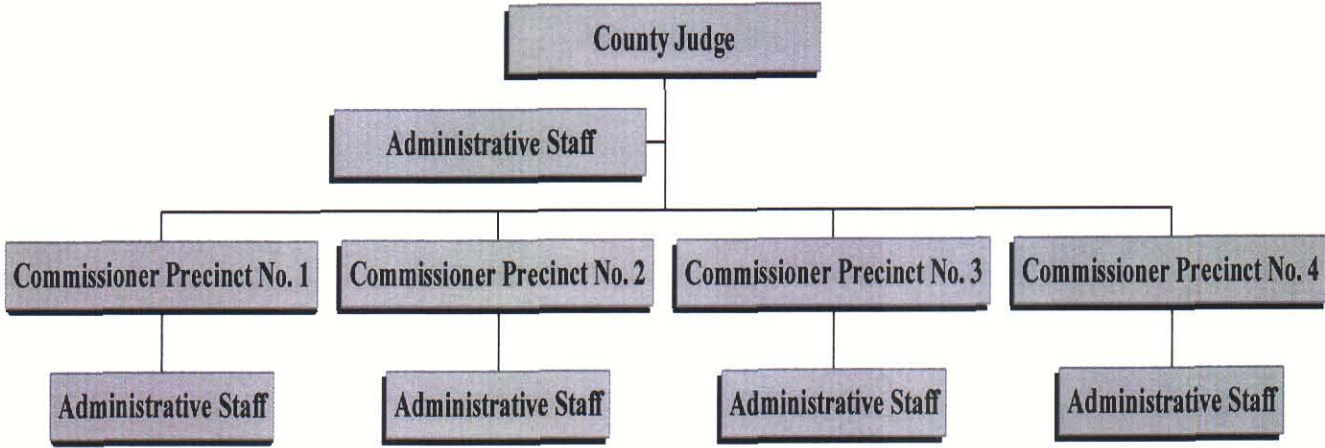 County Judge
Administrative Staff
Commissioner Precinct No. 1
Commissioner Precinct No. 2
Commissioner Precinct No. 3
Commissioner Precinct No. 4
Administrative Staff
Administrative Staff
Administrative Staff
Administrative Staff